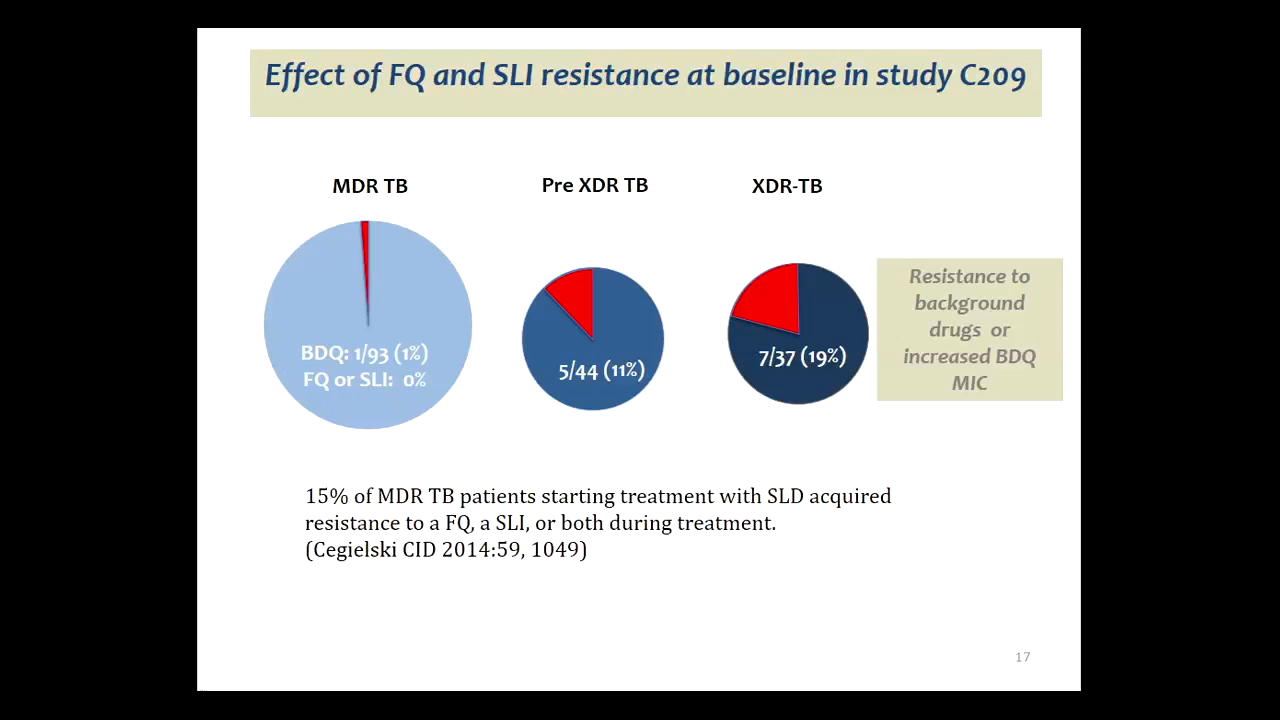 Effect of FQ and SLI resistance at baseline in study C209
MDR TB
Pre XDR TB
XDR-TB
BDQ: 1/93 (1%)
FQ or SLI: 0%
5/44 (11%)
7/37 (19%)
Resistance to
background
drugs or
increased BDQ
MIC
15% of MDR TB patients starting treatment with SLD acquired
resistance to a FQ, a SLI, or both during treatment.
(Cegielski CID 2014:59, 1049)
17